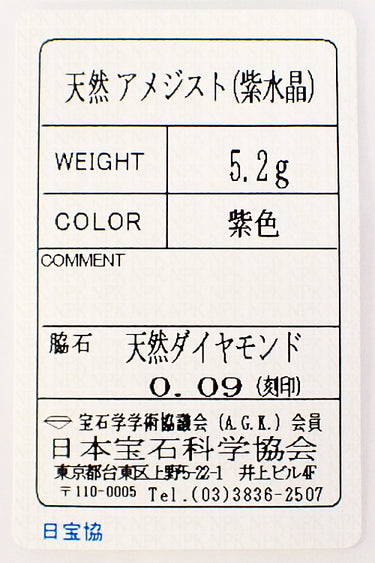 天然アメジスト(紫水晶)
WEIGHT 5.2g
COLOR 紫色
COMMENT
脇石 天然ダイヤモンド
0.09 (刻印)
宝石学学術協議会 (A.G.K.) 会員
日本宝石科学協会
東京都台東区上野5-22-1 井上ビル4F
〒110-0005 Tel.(03)3836-2507
日宝協